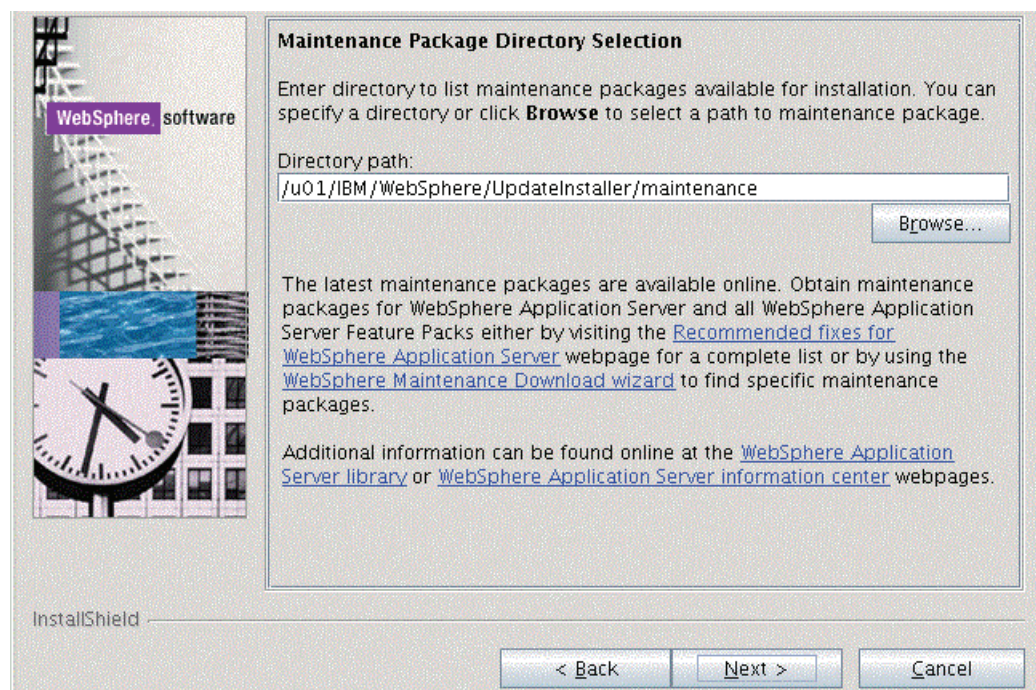 WebSphere. software
Maintenance Package Directory Selection
Enter directory to list maintenance packages available for installation. You can
specify a directory or click Browse to select a path to maintenance package.
Directory path:
/u01/IBM/WebSphere/UpdateInstaller/maintenance
Browse...
The latest maintenance packages are available online. Obtain maintenance
packages for WebSphere Application Server and all WebSphere Application
Server Feature Packs either by visiting the Recommended fixes for
WebSphere Application Server webpage for a complete list or by using the
WebSphere Maintenance Download wizard to find specific maintenance
packages.
Additional information can be found online at the WebSphere Application
Server library or WebSphere Application Server information center webpages.
InstallShield
< Back Next > Cancel